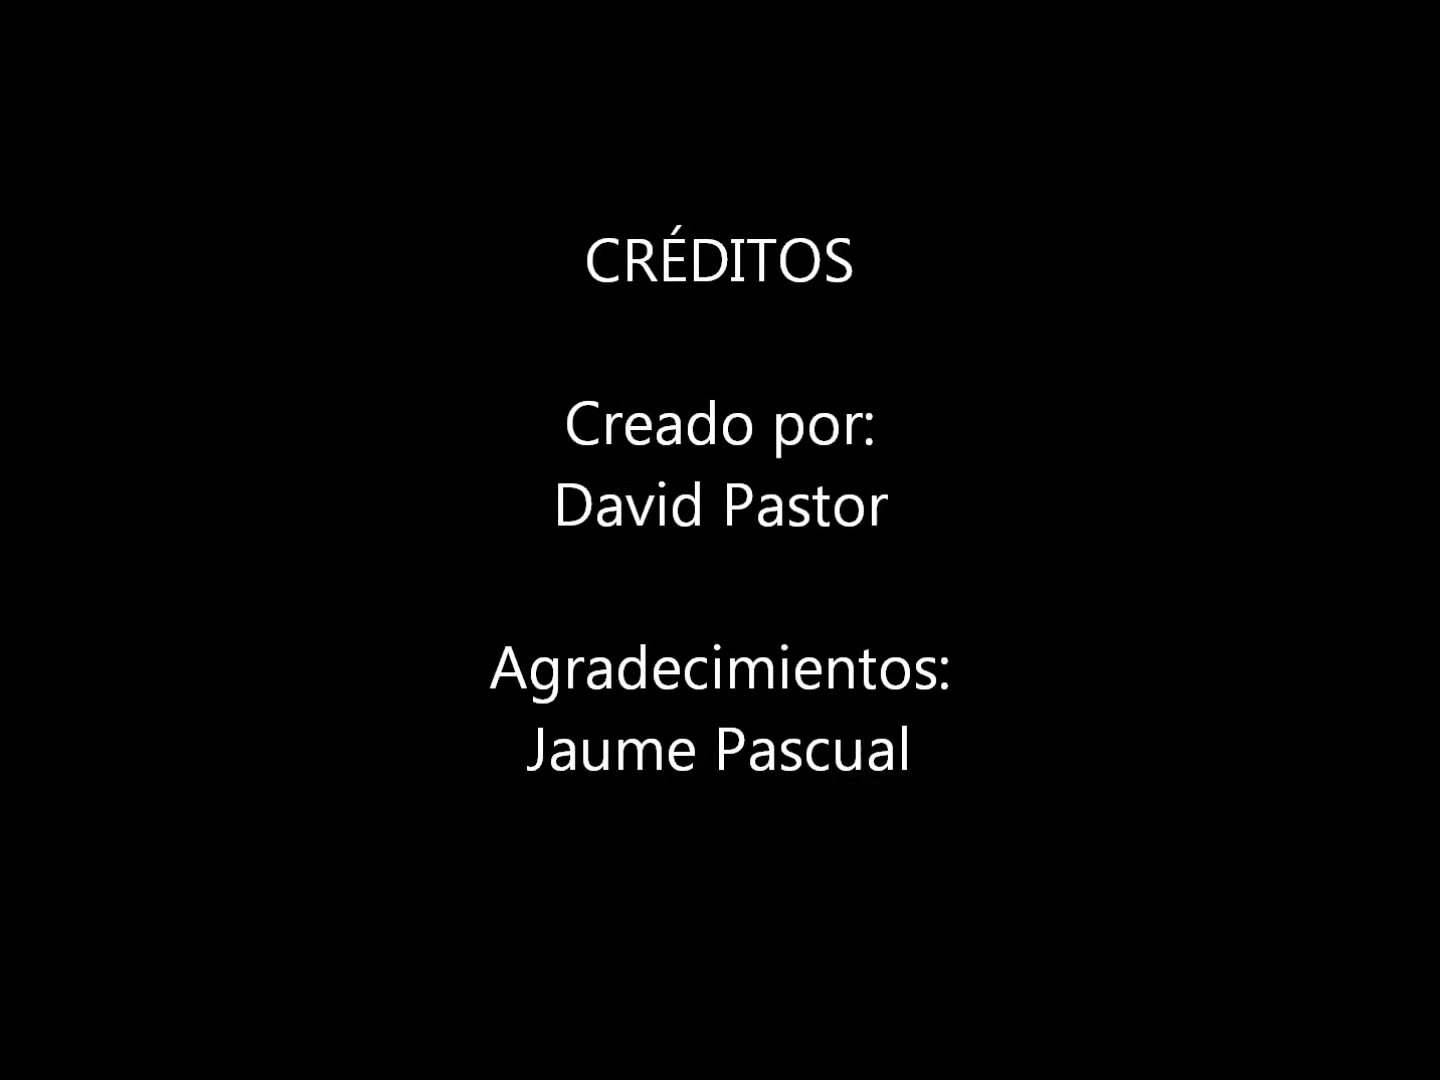 CRÉDITOS
Creado por:
David Pastor
Agradecimientos:
Jaume Pascual